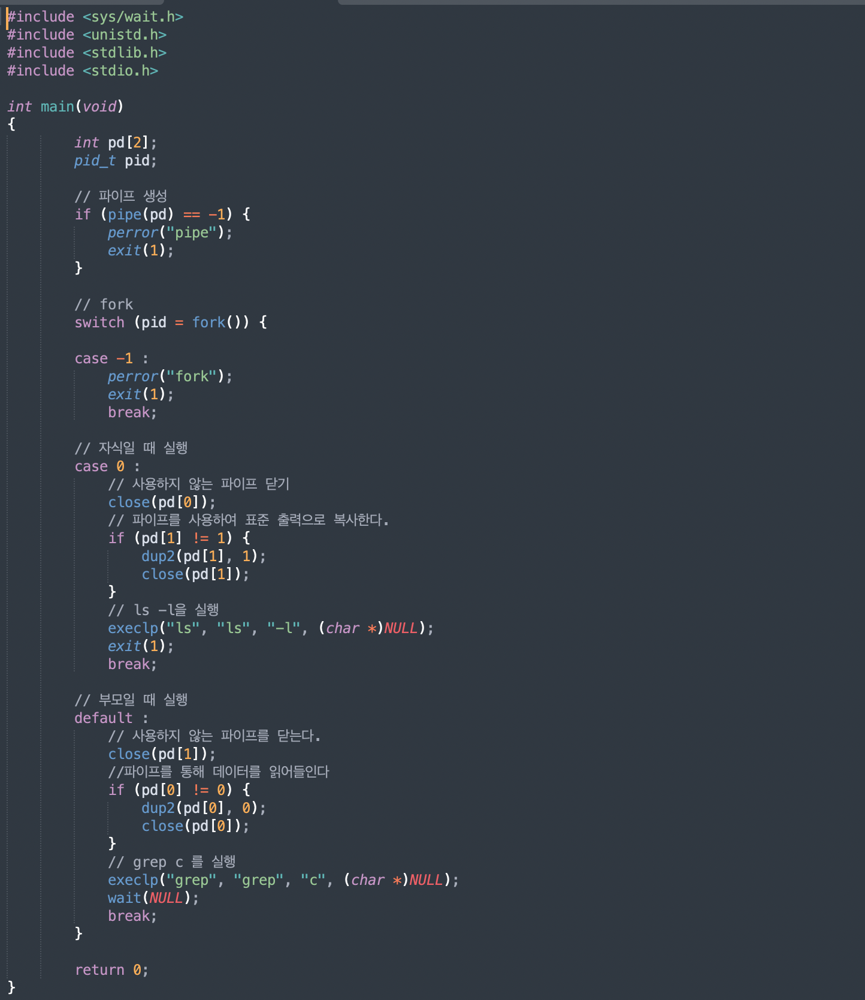 #include <sys/wait.h>
#include <unistd.h>
#include <stdlib.h>
#include <stdio.h>
int main(void)
{
int pd[2];
pid_t pid;
// 파이프 생성
if (pipe(pd) == -1) {
perror("pipe");
exit(1);
}
// fork
switch (pid = fork()) {
case -1 :
perror("fork");
exit(1);
break;
// 자식일 때 실행
case 0 :
// 사용하지 않는 파이프 닫기
close(pd[0]);
// 파이프를 사용하여 표준 출력으로 복사한다.
if (pd[1] != 1) {
dup2(pd[1], 1);
close(pd[1]);
}
// ls -l을 실행
execlp("ls", "ls", "-l", (char *)NULL);
exit(1);
break;
// 부모일 때 실행
default :
// 사용하지 않는 파이프를 닫는다.
close(pd[1]);
//파이프를 통해 데이터를 읽어들인다
if (pd[0] != 0) {
dup2(pd[0], 0);
close(pd[0]);
}
// grep c 를 실행
execlp("grep", "grep", "c", (char *)NULL);
wait(NULL);
break;
}
return 0;
}